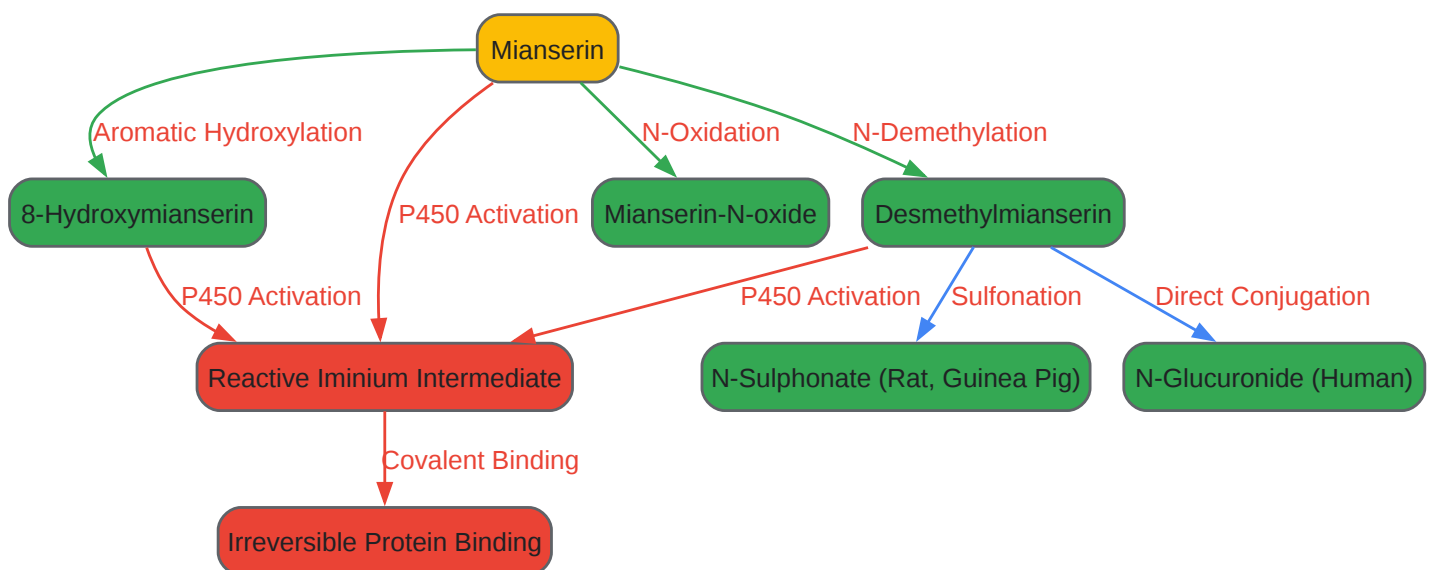 Mianserin
Aromatic Hydroxylation
N-Oxidation
N-Demethylation
8-Hydroxymianserin
P450 Activation
Mianserin-N-oxide
Desmethylmianserin
P450 Activation
P450 Activation
Sulfonation
Direct Conjugation
Reactive Iminium Intermediate
N-Sulphonate (Rat, Guinea Pig)
N-Glucuronide (Human)
Covalent Binding
Irreversible Protein Binding